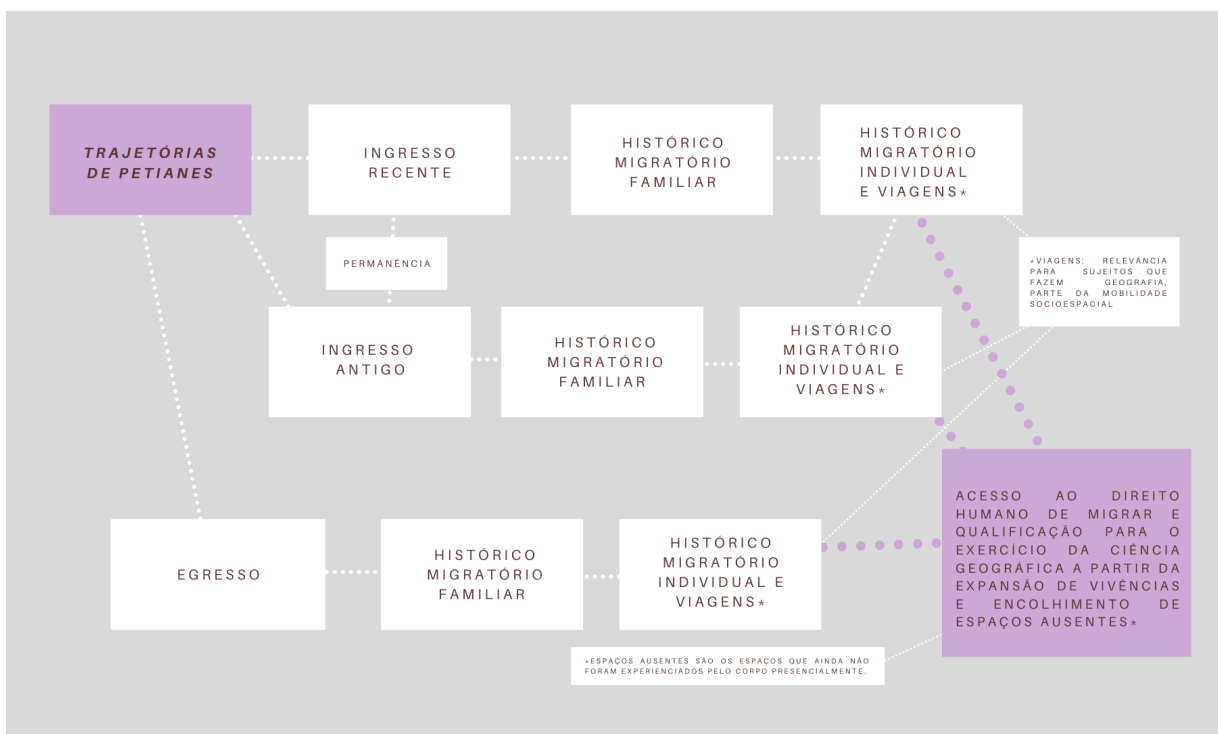 TRAJETÓRIAS
DE PETIANES
INGRESSO
RECENTE
HISTÓRICO
MIGRATÓRIO
FAMILIAR
HISTÓRICO
MIGRATÓRIO
INDIVIDUAL
E VIAGENS*
PERMANÊNCIA
*VIAGENS: RELEVÂNCIA
PARA SUJEITOS QUE
FAZEM GEOGRAFIA,
PARTE DA MOBILIDADE
SOCIOESPACIAL
INGRESSO
ANTIGO
HISTÓRICO
MIGRATÓRIO
FAMILIAR
HISTÓRICO
MIGRATÓRIO
INDIVIDUAL E
VIAGENS*
EGRESSO
HISTÓRICO
MIGRATÓRIO
FAMILIAR
HISTÓRICO
MIGRATÓRIO
INDIVIDUAL E
VIAGENS*
ACESSO AO DIREITO
HUMANO DE MIGRAR E
QUALIFICAÇÃO PARA O
EXERCÍCIO DA CIÊNCIA
GEOGRÁFICA A PARTIR DA
EXPANSÃO DE VIVÊNCIAS
E ENCOLHIMENTO DE
ESPAÇOS AUSENTES*
*ESPAÇOS AUSENTES SÃO OS ESPAÇOS QUE AINDA NÃO
FORAM EXPERIENCIADOS PELO CORPO PRESENCIALMENTE.